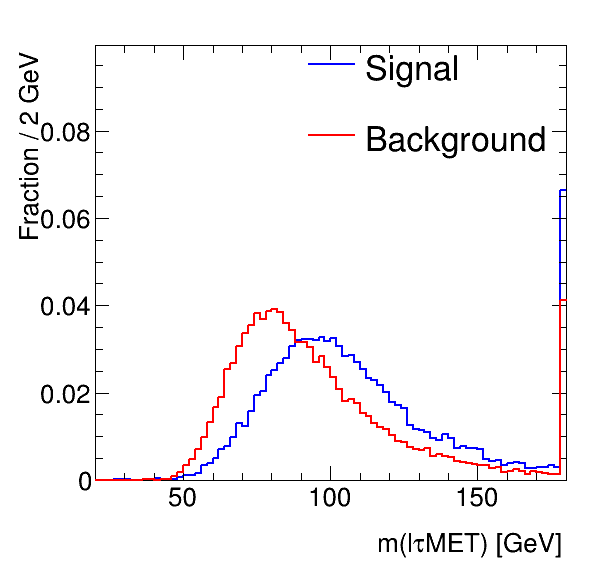 Fraction / 2 GeV
Signal
Background
0.08
0.06
0.04
0.02
0
50
100
150
m(lτMET) [GeV]